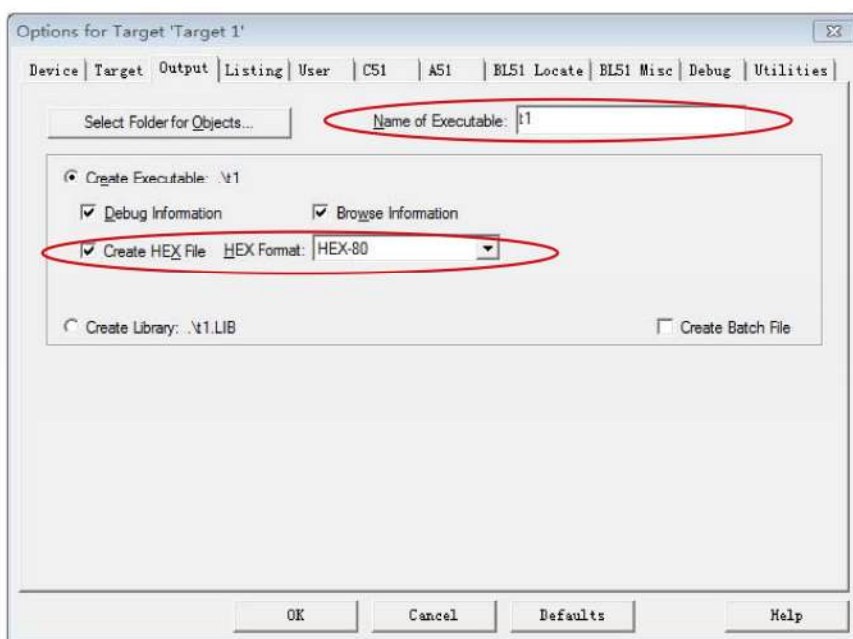 Options for Target 'Target 1'
Device Target Output Listing User C51 A51 BL51 Locate BL51 Misc Debug Utilities
Select Folder for Objects... Name of Executable: t1
Create Executable: .\t1
Debug Information Browse Information
Create HEX File HEX Format: HEX-80
Create Library: .\t1.LIB Create Batch File
OK Cancel Defaults Help